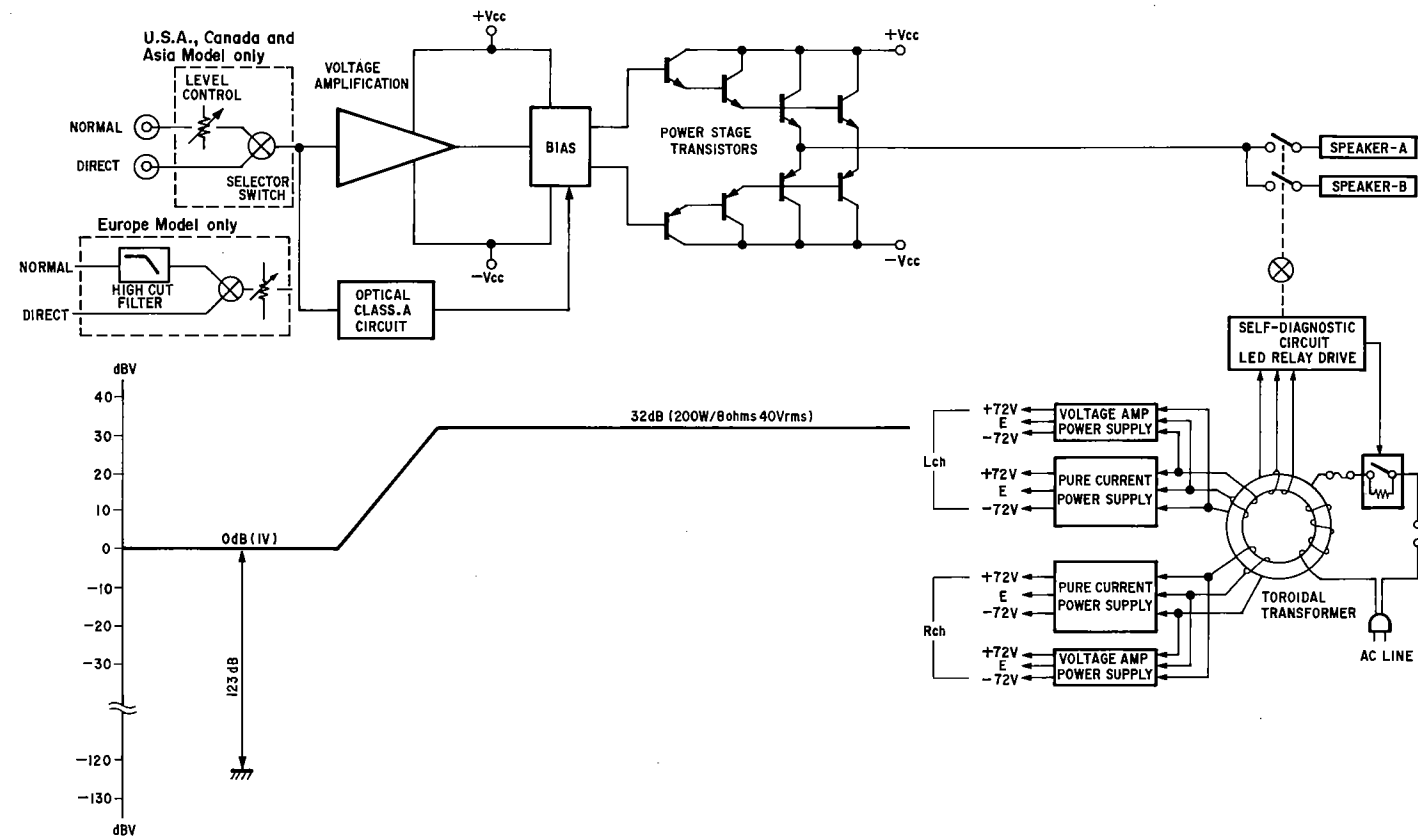 U.S.A., Canada and
Asia Model only
LEVEL
CONTROL
NORMAL
DIRECT
SELECTOR
SWITCH
Europe Model only
NORMAL
HIGH CUT
FILTER
DIRECT
VOLTAGE
AMPLIFICATION
+Vcc
BIAS
-Vcc
OPTICAL
CLASS.A
CIRCUIT
POWER STAGE
TRANSISTORS
+Vcc
-Vcc
SPEAKER-A
SPEAKER-B
SELF-DIAGNOSTIC
CIRCUIT
LED RELAY DRIVE
dBV
40
30
20
10
0
-10
-20
-30
-120
-130
dBV
0dB (1V)
123dB
32dB (200W/8ohms 40Vrms)
Lch
+72V
E
-72V
VOLTAGE AMP
POWER SUPPLY
+72V
E
-72V
PURE CURRENT
POWER SUPPLY
Rch
+72V
E
-72V
PURE CURRENT
POWER SUPPLY
+72V
E
-72V
VOLTAGE AMP
POWER SUPPLY
TOROIDAL
TRANSFORMER
AC LINE